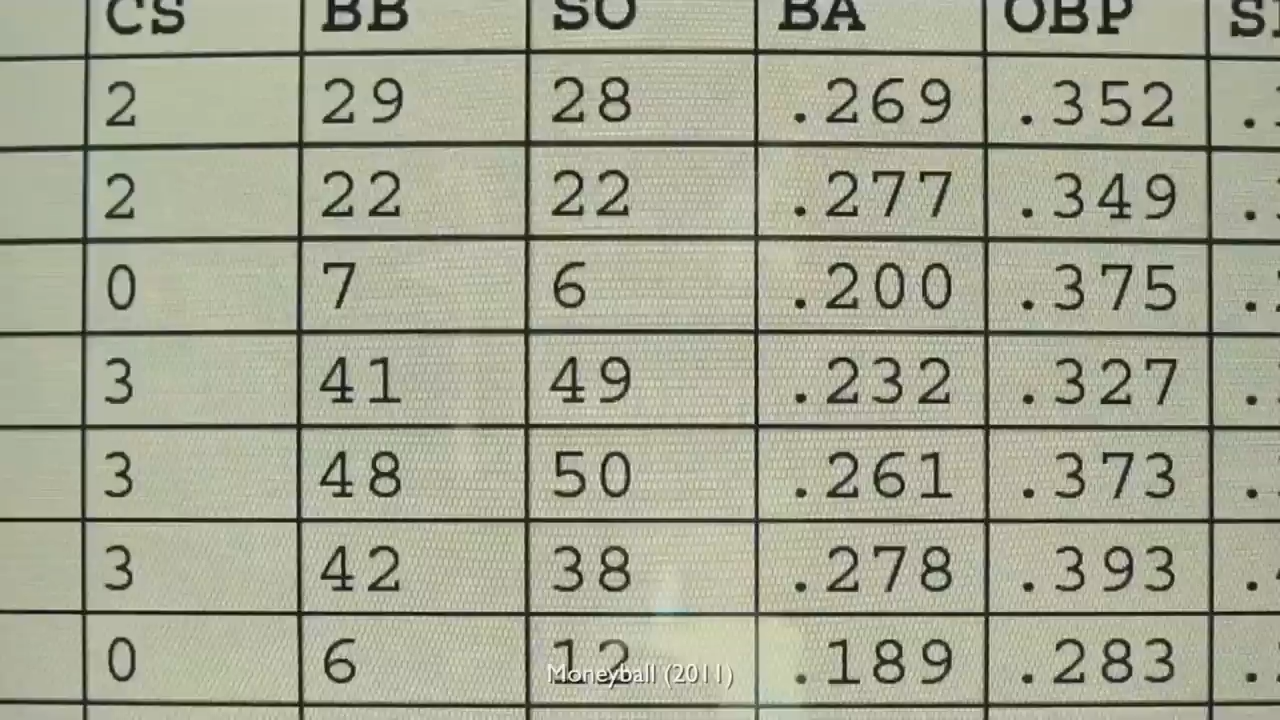 CS BB SO BA OBP
2 29 28 .269 .352
2 22 22 .277 .349
0 7 6 .200 .375
3 41 49 .232 .327
3 48 50 .261 .373
3 42 38 .278 .393
0 6 12 .189 .283
Moneyball (2011)